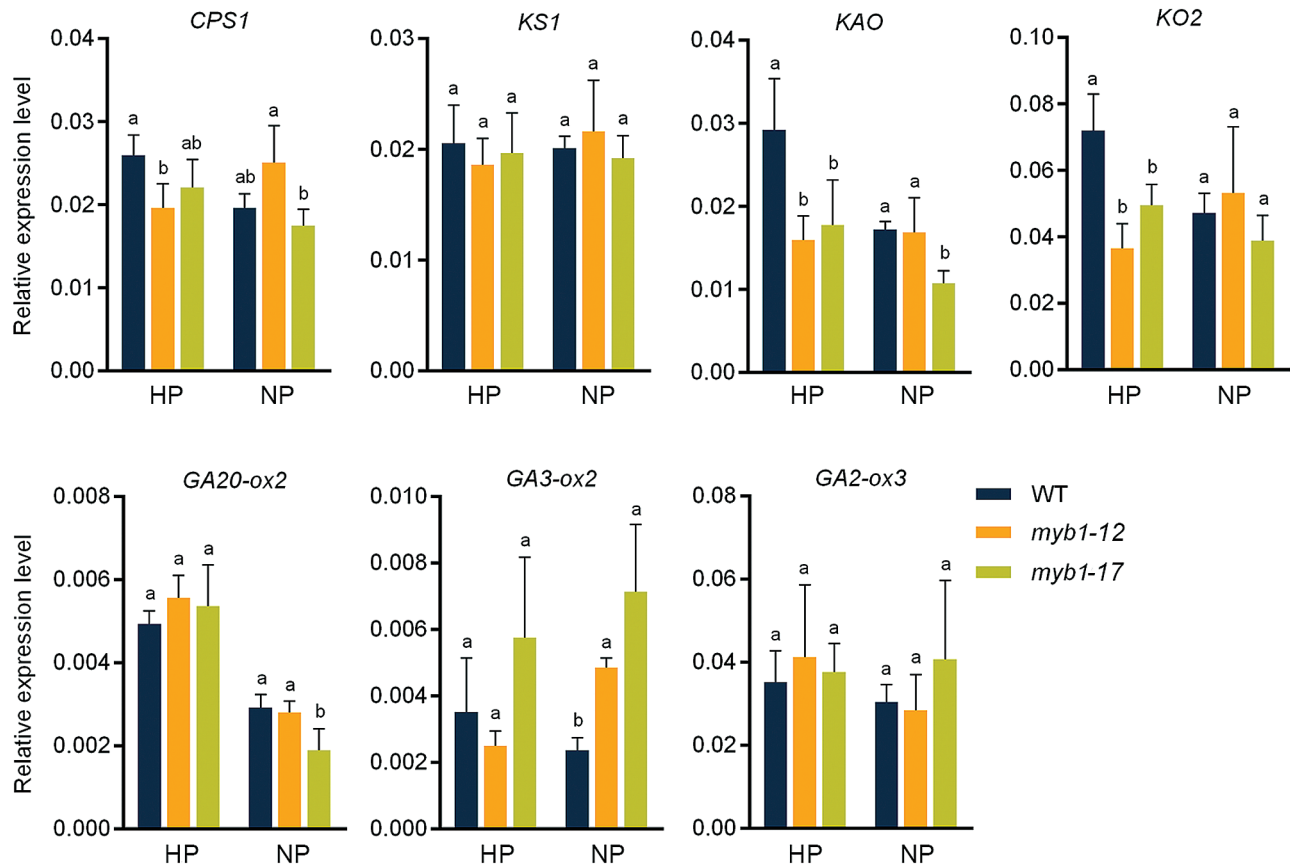 CPS1
KS1
KAO
KO2
Relative expression level
0.04
0.03
0.02
0.01
0.00
a
b
ab
ab
a
b
HP
NP
0.03
0.02
0.01
0.00
a
a
a
a
a
a
HP
NP
0.04
0.03
0.02
0.01
0.00
a
b
b
a
a
b
HP
NP
0.10
0.08
0.06
0.04
0.02
0.00
a
b
b
a
a
a
HP
NP
GA20-ox2
GA3-ox2
GA2-ox3
Relative expression level
0.008
0.006
0.004
0.002
0.000
a
a
a
a
a
b
HP
NP
0.010
0.008
0.006
0.004
0.002
0.000
a
a
a
b
a
a
HP
NP
0.08
0.06
0.04
0.02
0.00
a
a
a
a
a
a
HP
NP
WT
myb1-12
myb1-17